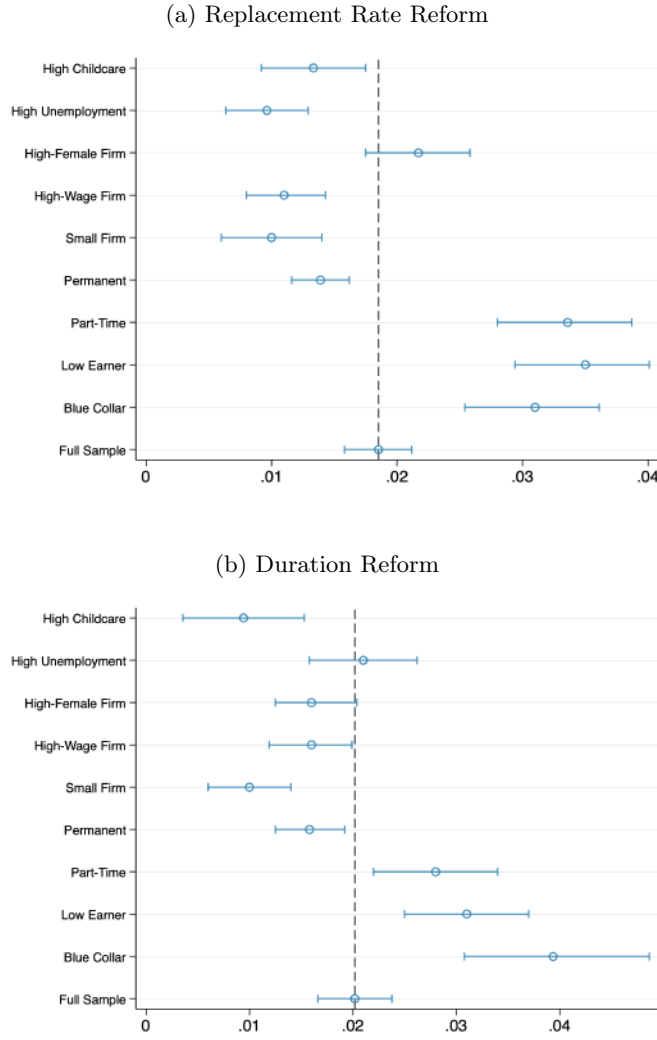 (a) Replacement Rate Reform
High Childcare
High Unemployment
High-Female Firm
High-Wage Firm
Small Firm
Permanent
Part-Time
Low Earner
Blue Collar
Full Sample
0 .01 .02 .03 .04
(b) Duration Reform
High Childcare
High Unemployment
High-Female Firm
High-Wage Firm
Small Firm
Permanent
Part-Time
Low Earner
Blue Collar
Full Sample
0 .01 .02 .03 .04